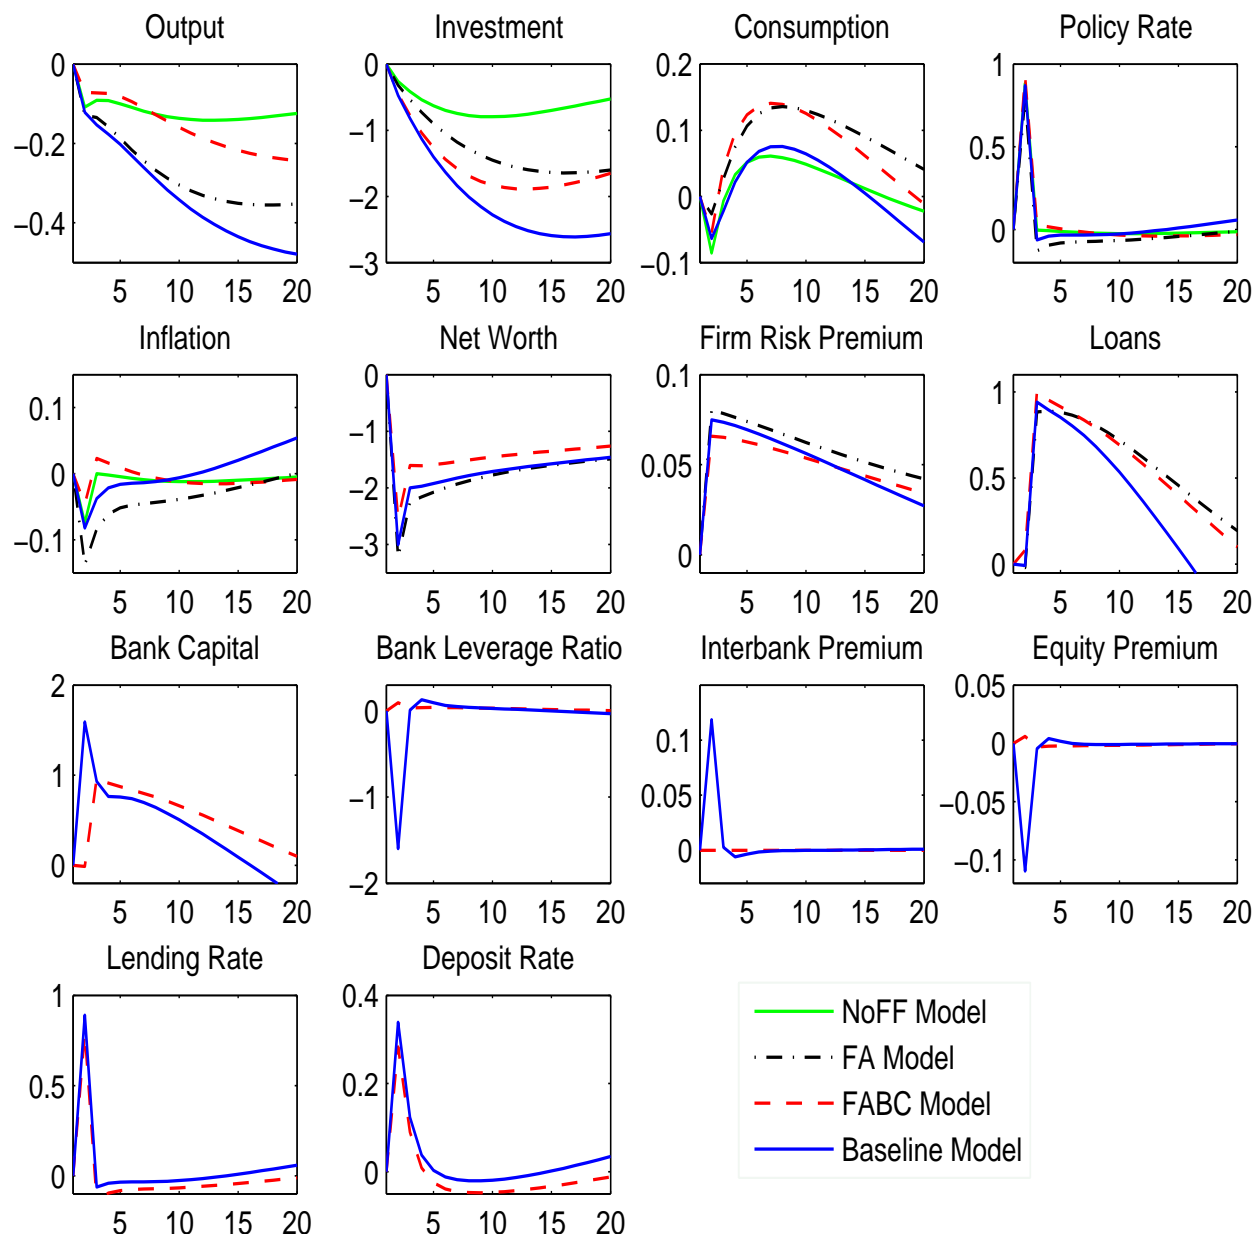 Output
Investment
Consumption
Policy Rate
0
−0.2
−0.4
5 10 15 20
0
−1
−2
−3
5 10 15 20
0.2
0.1
0
−0.1
5 10 15 20
1
0.5
0
5 10 15 20
Inflation
Net Worth
Firm Risk Premium
Loans
0.1
0
−0.1
5 10 15 20
0
−1
−2
−3
5 10 15 20
0.1
0.05
0
5 10 15 20
1
0.5
0
5 10 15 20
Bank Capital
Bank Leverage Ratio
Interbank Premium
Equity Premium
2
1
0
5 10 15 20
0
−1
−2
5 10 15 20
0.1
0.05
0
5 10 15 20
0.05
0
−0.05
−0.1
5 10 15 20
Lending Rate
Deposit Rate
1
0.5
0
5 10 15 20
0.4
0.2
0
5 10 15 20
NoFF Model
FA Model
FABC Model
Baseline Model